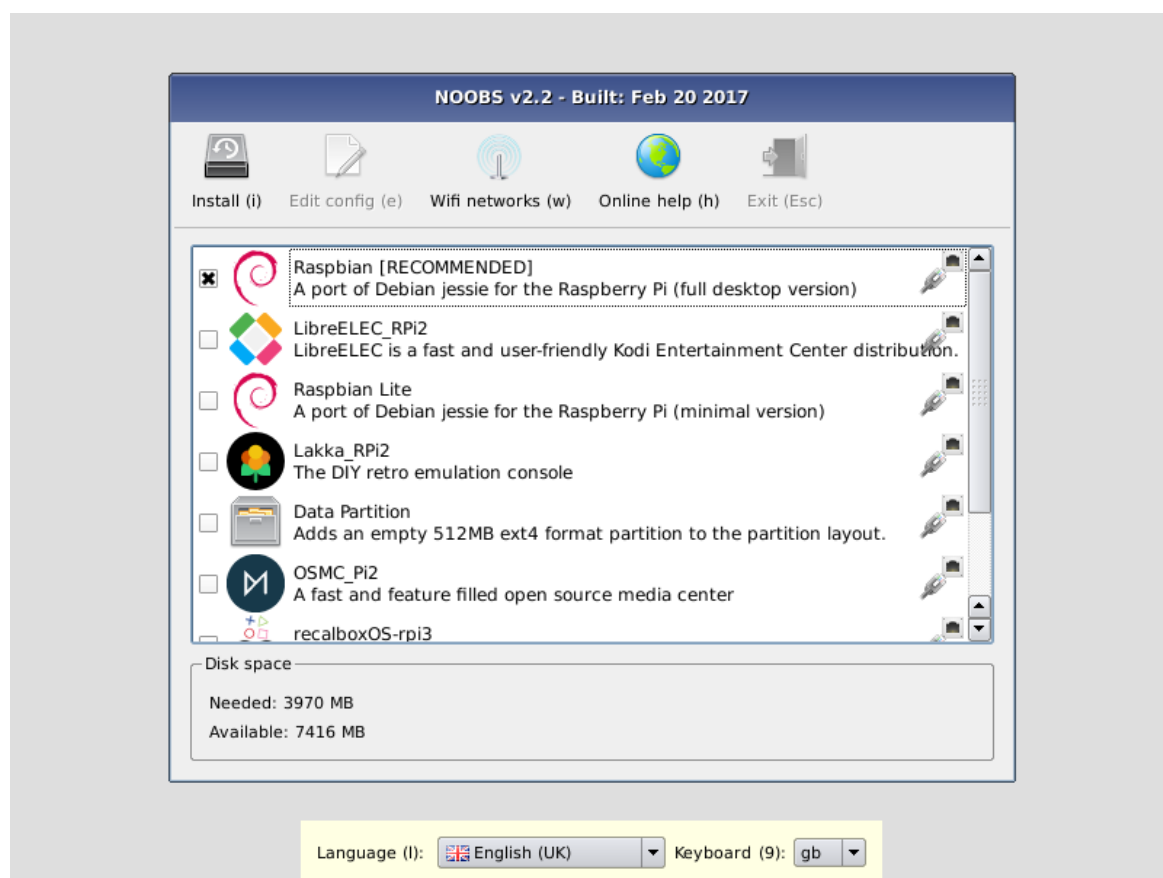 NOOBS v2.2 - Built: Feb 20 2017
Install (i) Edit config (e) Wifi networks (w) Online help (h) Exit (Esc)
Raspbian [RECOMMENDED]
A port of Debian jessie for the Raspberry Pi (full desktop version)
LibreELEC_RPi2
LibreELEC is a fast and user-friendly Kodi Entertainment Center distribution.
Raspbian Lite
A port of Debian jessie for the Raspberry Pi (minimal version)
Lakka_RPi2
The DIY retro emulation console
Data Partition
Adds an empty 512MB ext4 format partition to the partition layout.
OSMC_Pi2
A fast and feature filled open source media center
recalboxOS-rpi3
Disk space
Needed: 3970 MB
Available: 7416 MB
Language (l): English (UK) Keyboard (9): gb